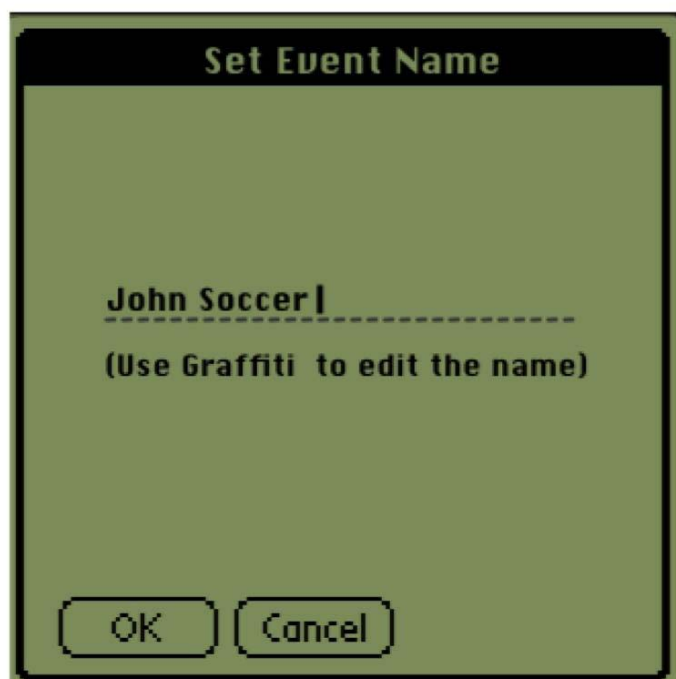 Set Event Name
John Soccer
(Use Graffiti to edit the name)
OK Cancel